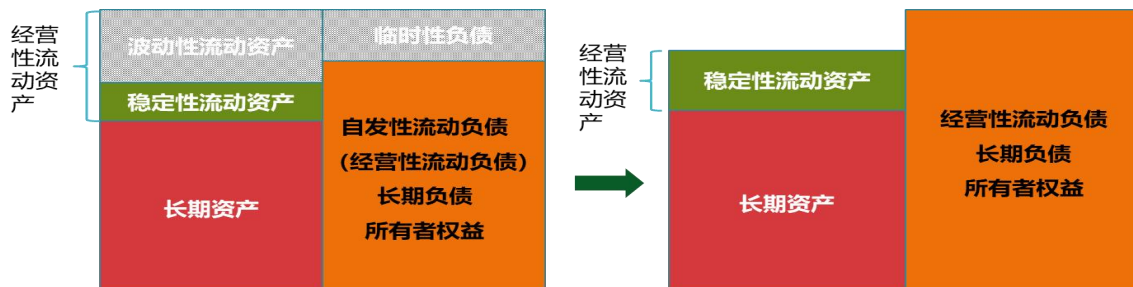 经营
性流
动资
产
波动性流动资产
稳定性流动资产
长期资产
临时性负债
自发性流动负债
(经营性流动负债)
长期负债
所有者权益
经营
性流
动资
产
稳定性流动资产
长期资产
经营性流动负债
长期负债
所有者权益